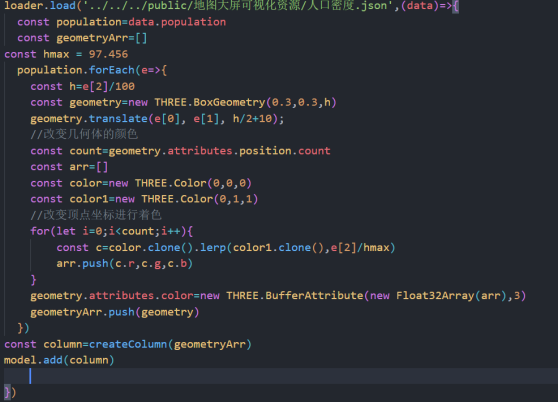 loader.load('../../../public/地图大屏可视化资源/人口密度.json',(data)=>{
const population=data.population
const geometryArr=[]
const hmax = 97.456
population.forEach(e=>{
const h=e[2]/100
const geometry=new THREE.BoxGeometry(0.3,0.3,h)
geometry.translate(e[0], e[1], h/2+10);
//改变几何体的颜色
const count=geometry.attributes.position.count
const arr=[]
const color=new THREE.Color(0,0,0)
const color1=new THREE.Color(0,1,1)
//改变顶点坐标进行着色
for(let i=0;i<count;i++){
const c=color.clone().lerp(color1.clone(),e[2]/hmax)
arr.push(c.r,c.g,c.b)
}
geometry.attributes.color=new THREE.BufferAttribute(new Float32Array(arr),3)
geometryArr.push(geometry)
})
const column=createColumn(geometryArr)
model.add(column)
})